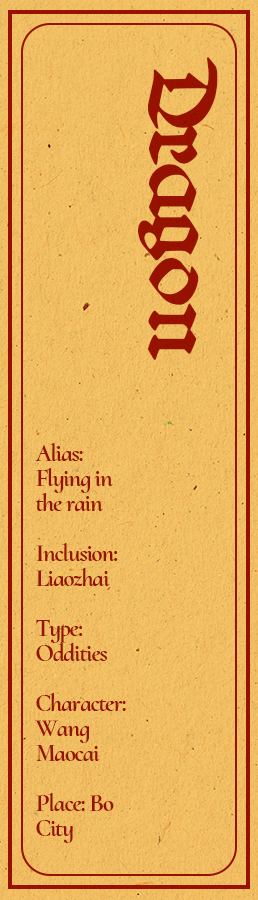 Dragon
Alias:
Flying in
the rain
Inclusion:
Liaozhai
Type:
Oddities
Character:
Wang
Maocai
Place: Bo
City